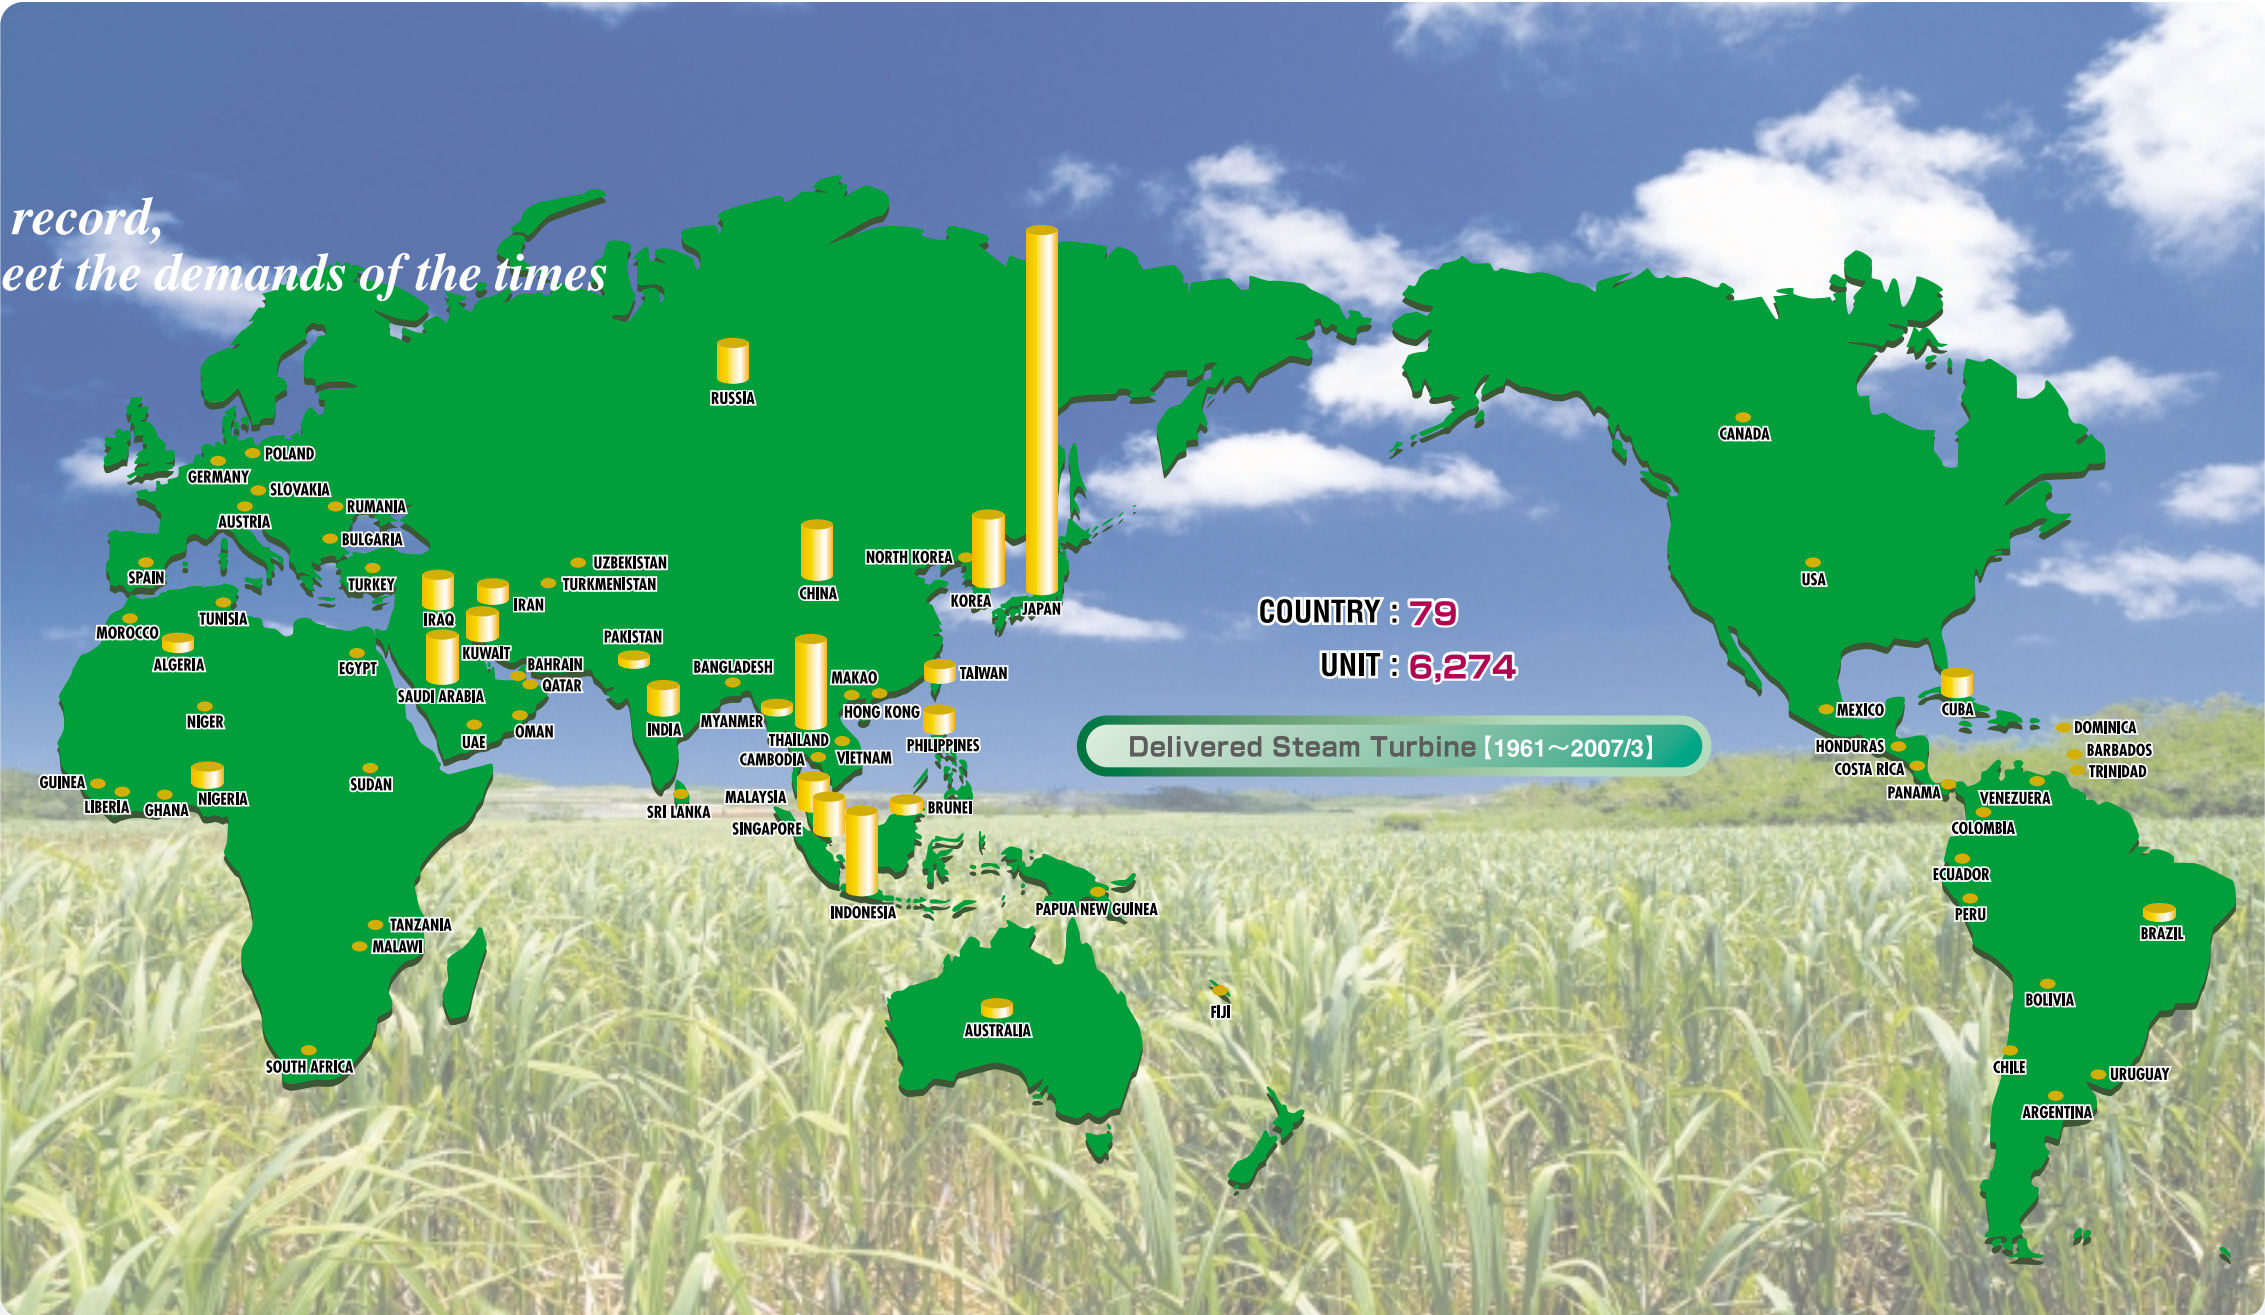 record,
eet the demands of the times
RUSSIA
CANADA
POLAND
GERMANY
SLOVAKIA
RUMANIA
AUSTRIA
BULGARIA
SPAIN
TURKEY
UZBEKISTAN
TURKMENISTAN
IRAN
IRAQ
CHINA
NORTH KOREA
KOREA
JAPAN
USA
COUNTRY : 79
UNIT : 6,274
TUNISIA
MOROCCO
ALGERIA
EGYPT
KUWAIT
SAUDI ARABIA
BAHRAIN
QATAR
PAKISTAN
BANGLADESH
MAKAO
TAIWAN
NIGER
UAE
OMAN
INDIA
MYANMER
THAILAND
HONG KONG
PHILIPPINES
CAMBODIA
VIETNAM
Delivered Steam Turbine【1961～2007/3】
MEXICO
CUBA
DOMINICA
HONDURAS
BARBADOS
COSTA RICA
TRINIDAD
PANAMA
VENEZUERA
COLOMBIA
GUINEA
LIBERIA
GHANA
NIGERIA
SUDAN
SRI LANKA
MALAYSIA
SINGAPORE
BRUNEI
INDONESIA
PAPUA NEW GUINEA
ECUADOR
PERU
BRAZIL
TANZANIA
MALAWI
AUSTRALIA
FIJI
BOLIVIA
SOUTH AFRICA
CHILE
URUGUAY
ARGENTINA